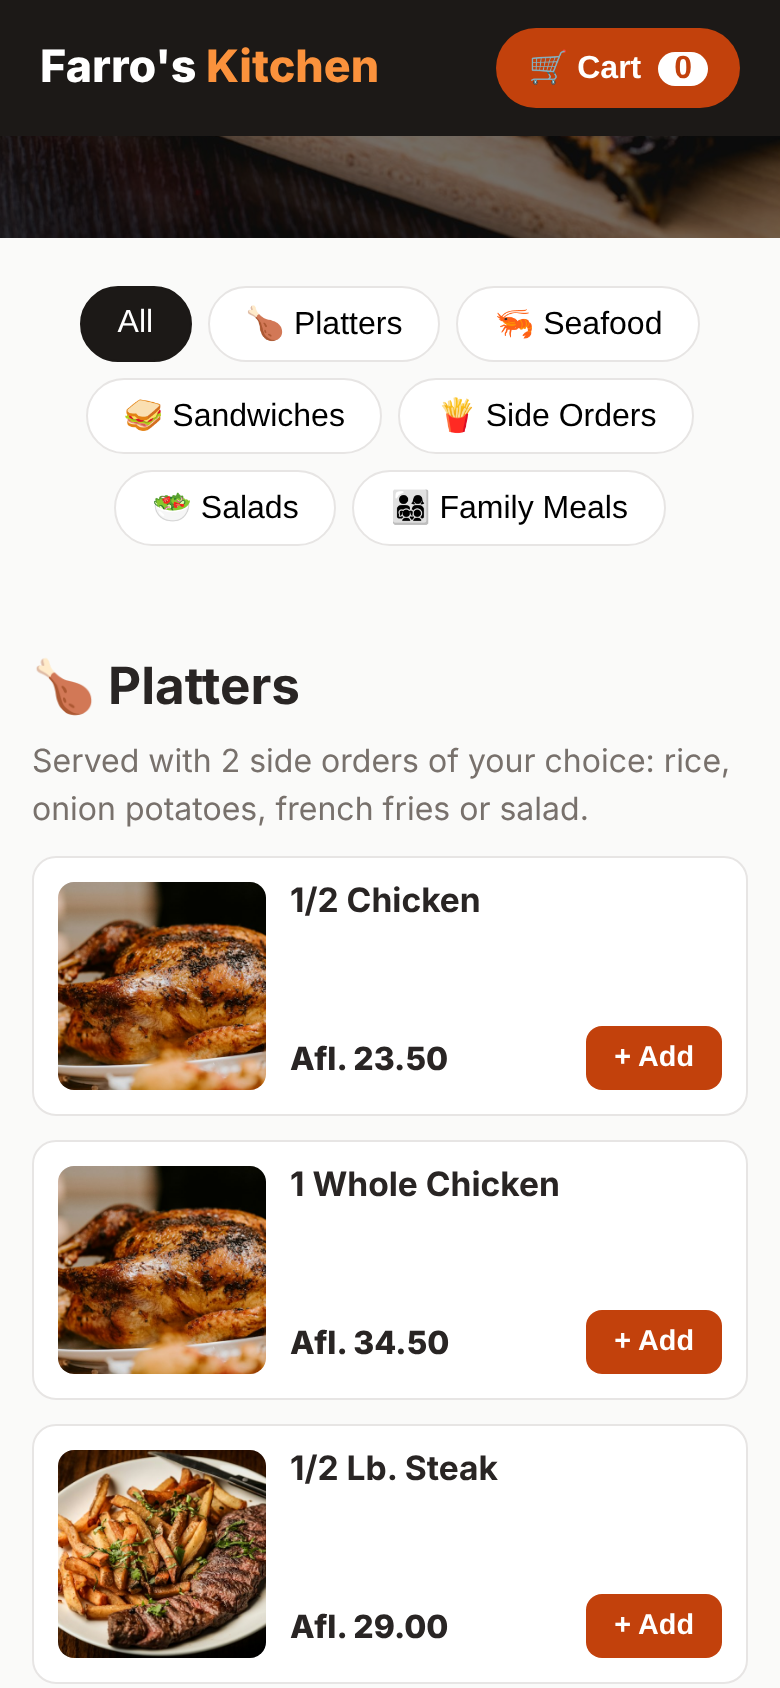 Farro's Kitchen
Cart 0
All
Platters
Seafood
Sandwiches
Side Orders
Salads
Family Meals
Platters
Served with 2 side orders of your choice: rice,
onion potatoes, french fries or salad.
1/2 Chicken
Afl. 23.50
+ Add
1 Whole Chicken
Afl. 34.50
+ Add
1/2 Lb. Steak
Afl. 29.00
+ Add